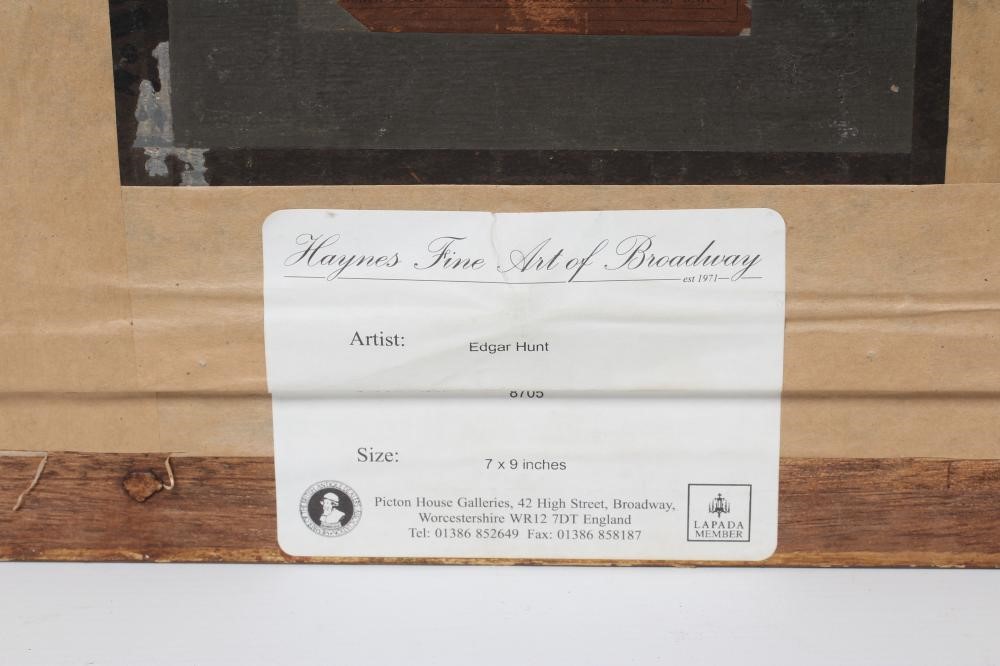 Haynes Fine Art of Broadway
est 1971
Artist: Edgar Hunt
8705
Size: 7 x 9 inches
Picton House Galleries, 42 High Street, Broadway,
Worcestershire WR12 7DT England
Tel: 01386 852649 Fax: 01386 858187
LAPADA
MEMBER